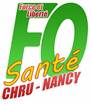 Force et
Liberté
FO
Santé
CHRU - NANCY